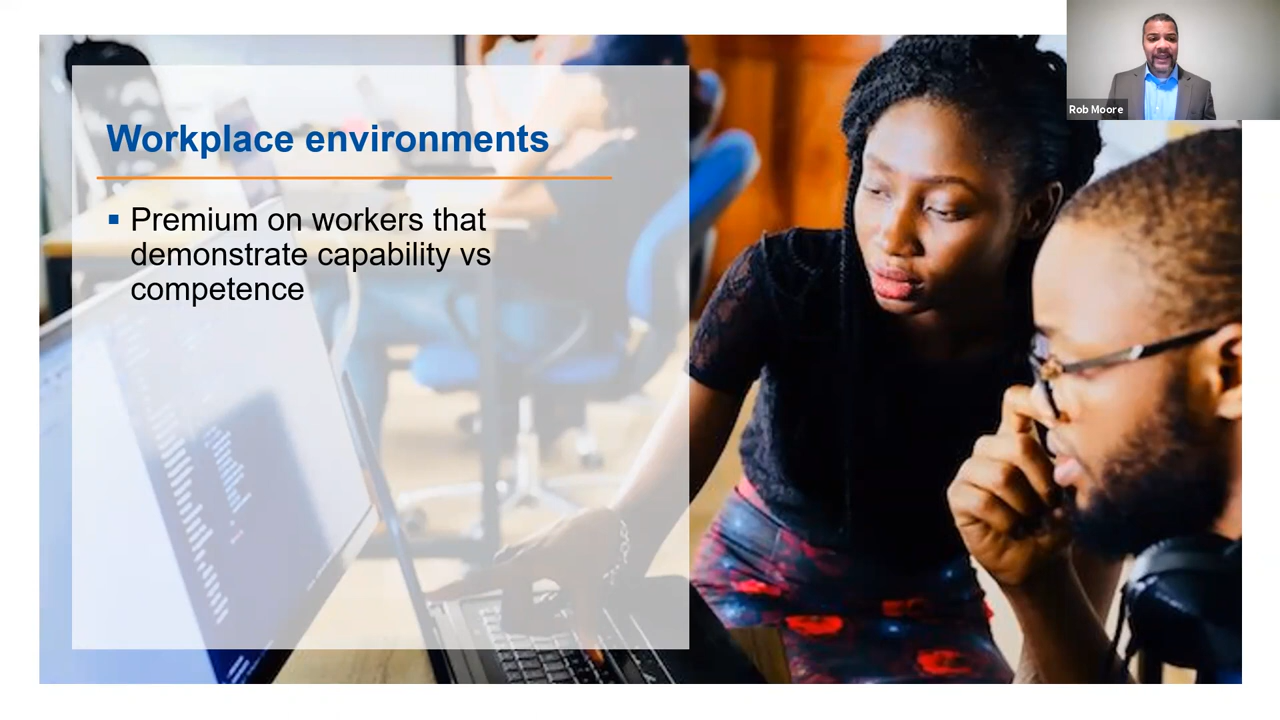 Workplace environments
Premium on workers that
demonstrate capability vs
competence
Rob Moore